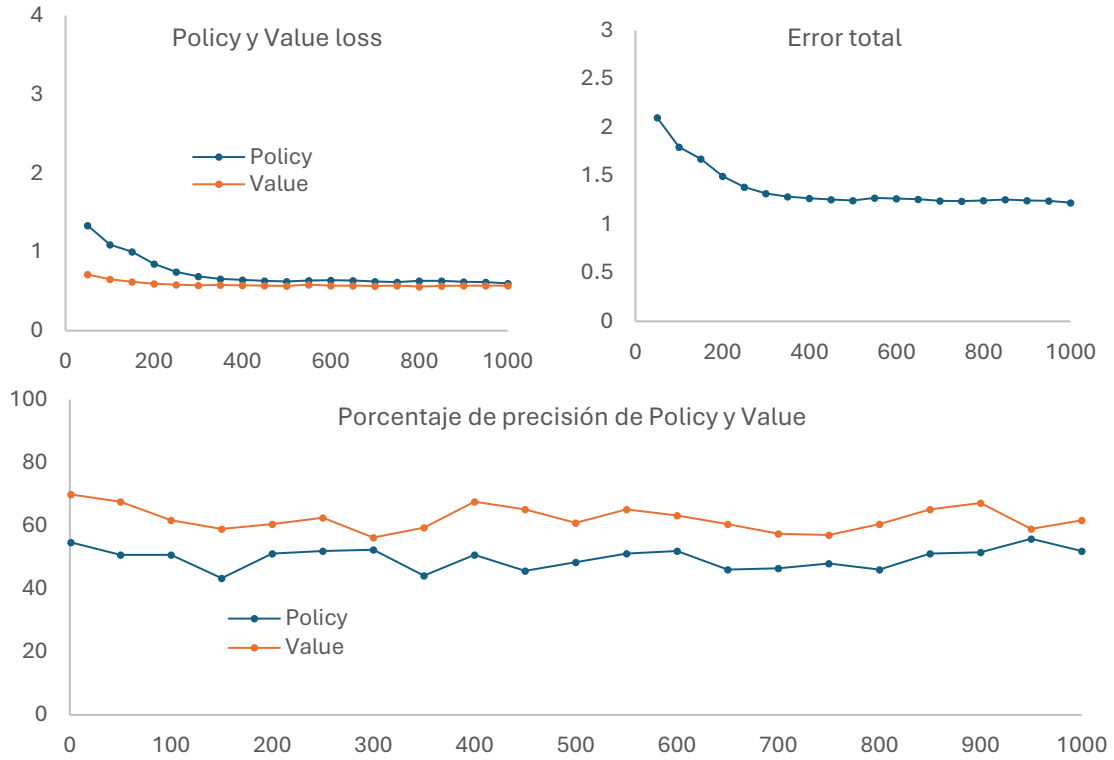 Policy y Value loss
4
3
2
1
0
Policy
Value
0 200 400 600 800 1000
Error total
3
2.5
2
1.5
1
0.5
0
0 200 400 600 800 1000
Porcentaje de precisión de Policy y Value
100
80
60
40
20
0
Policy
Value
0 100 200 300 400 500 600 700 800 900 1000